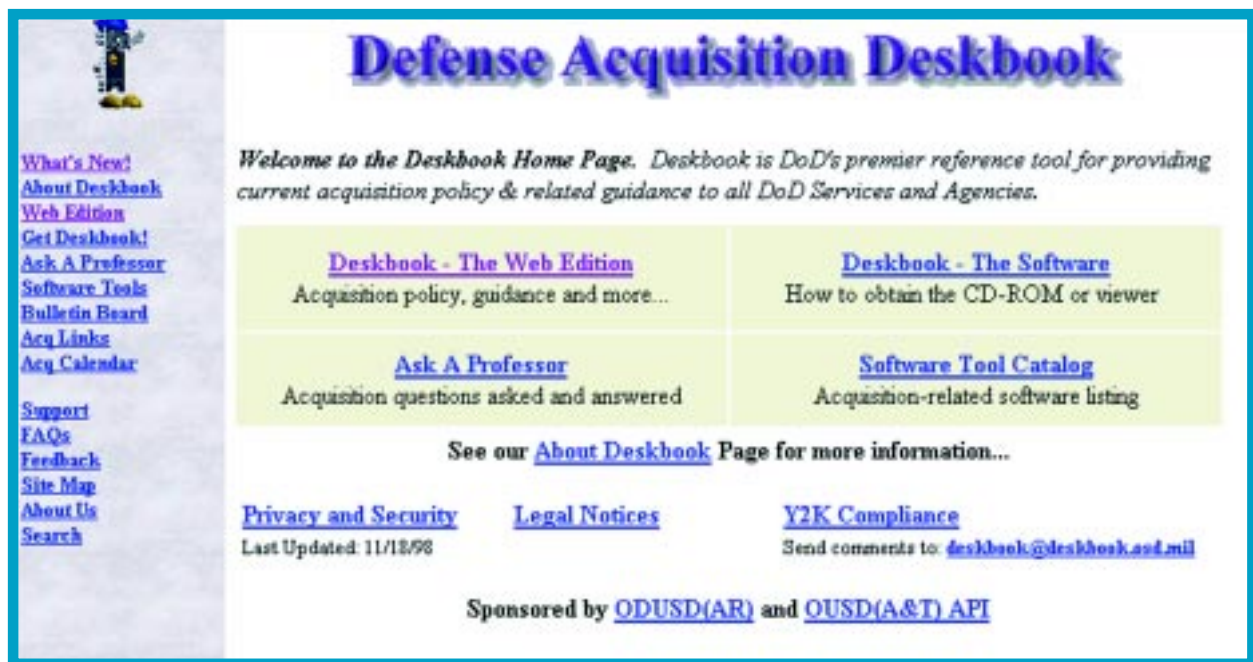 Defense Acquisition Deskbook
What's New!
About Deskbook
Web Edition
Get Deskbook!
Ask A Professor
Software Tools
Bulletin Board
Acq Links
Acq Calendar
Support
FAQs
Feedback
Site Map
About Us
Search
Welcome to the Deskbook Home Page. Deskbook is DoD's premier reference tool for providing
current acquisition policy & related guidance to all DoD Services and Agencies.
Deskbook - The Web Edition
Acquisition policy, guidance and more...
Deskbook - The Software
How to obtain the CD-ROM or viewer
Ask A Professor
Acquisition questions asked and answered
Software Tool Catalog
Acquisition-related software listing
See our About Deskbook Page for more information...
Privacy and Security
Legal Notices
Y2K Compliance
Last Updated: 11/18/98
Send comments to: deskbook@deskbook.osd.mil
Sponsored by ODUSD(AR) and OUSD(A&T) API